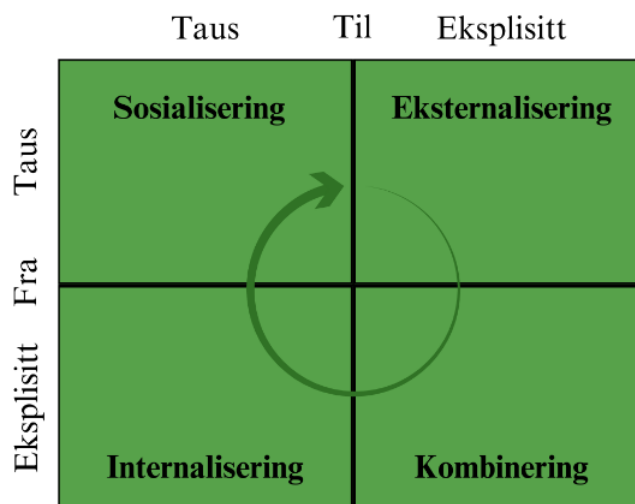 Taus Til Eksplisitt
Sosialisering Eksternalisering
Taus
Fra
Eksplisitt
Internalisering Kombinering